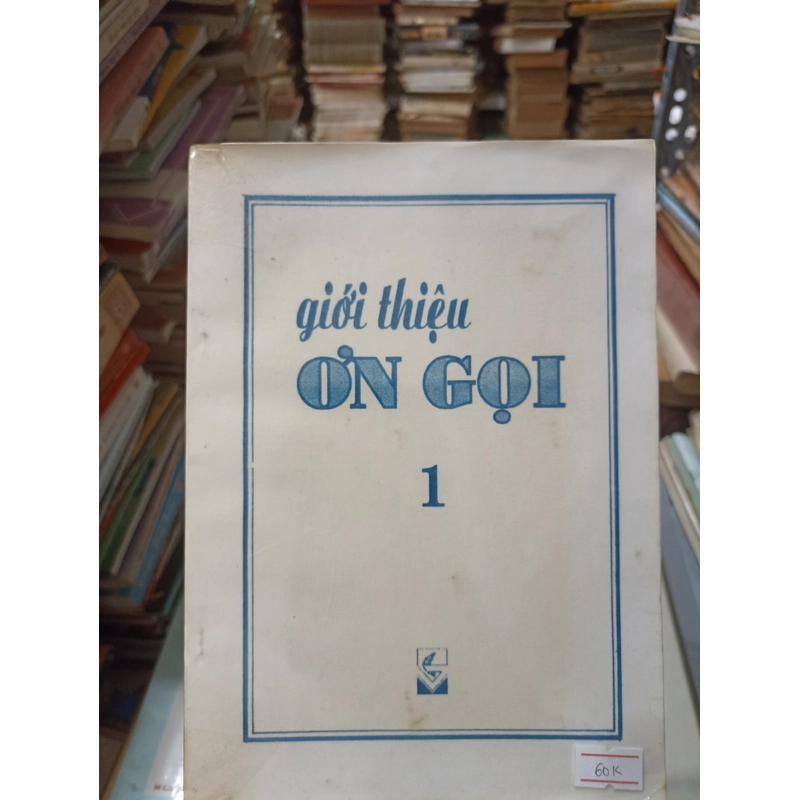 giới thiệu
ƠN GỌI
1
60K